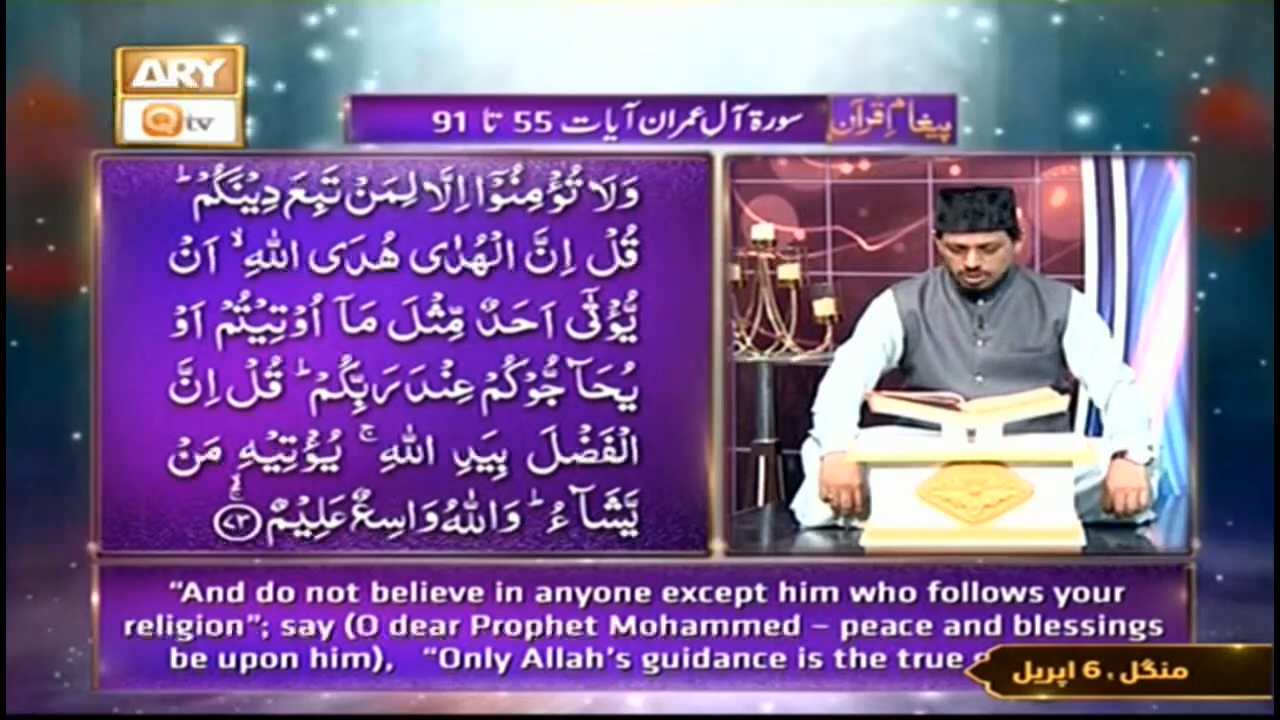 ARY
Qtv
پیغامِ قرآن
سورۃ آل عمران آیات 55 تا 91
وَلَا تُؤْمِنُوْۤا اِلَّا لِمَنْ تَبِعَ دِيْنَكُمْ ؕ
قُلْ اِنَّ الْهُدٰى هُدَى اللّٰهِ ۙ اَنْ
يُّؤْتٰۤى اَحَدٌ مِّثْلَ مَاۤ اُوْتِيْتُمْ اَوْ
يُحَآجُّوْكُمْ عِنْدَ رَبِّكُمْ ؕ قُلْ اِنَّ
الْفَضْلَ بِيَدِ اللّٰهِ ۚ يُؤْتِيْهِ مَنْ
يَّشَآءُ ؕ وَاللّٰهُ وَاسِعٌ عَلِيْمٌ ۚۙ ﴿۷۳﴾
“And do not believe in anyone except him who follows your
religion”; say (O dear Prophet Mohammed – peace and blessings
be upon him), “Only Allah’s guidance is the true
منگل ، 6 اپریل